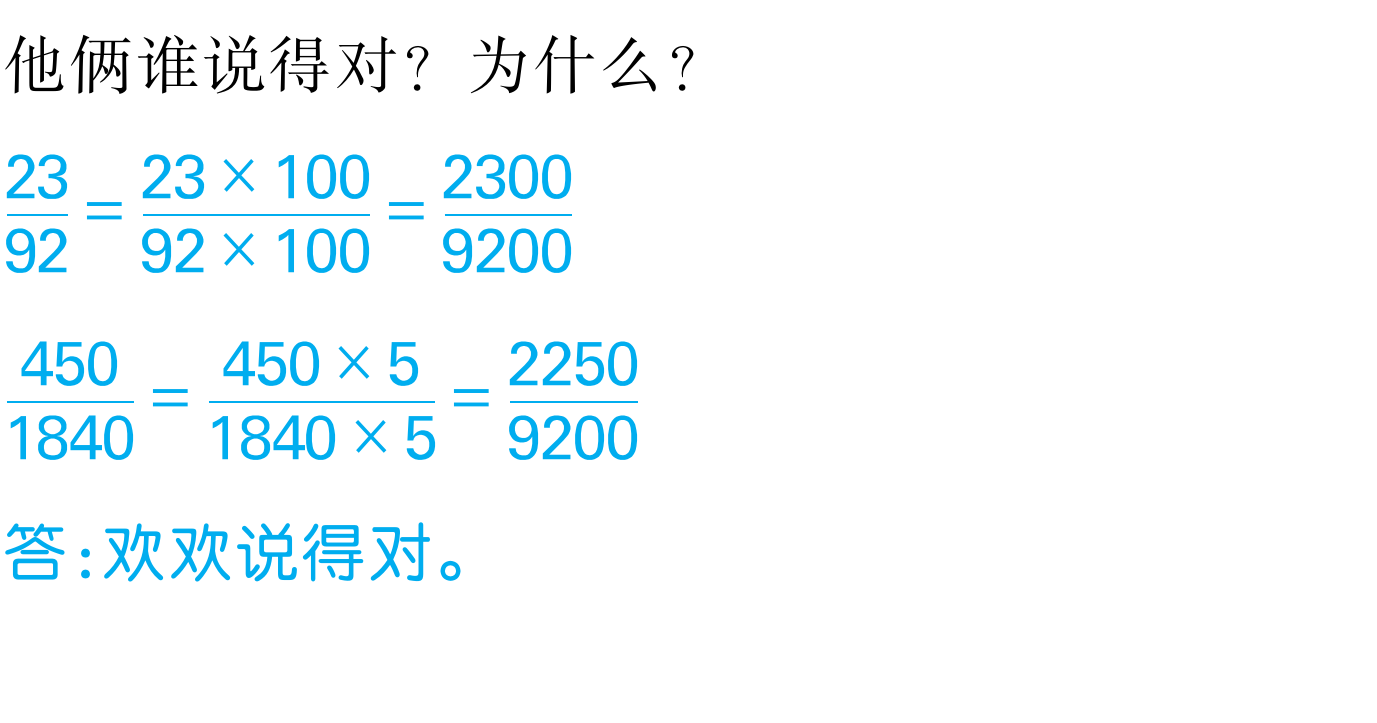 他俩谁说得对？为什么？
23/92 = 23 × 100/92 × 100 = 2300/9200
450/1840 = 450 × 5/1840 × 5 = 2250/9200
答：欢欢说得对。